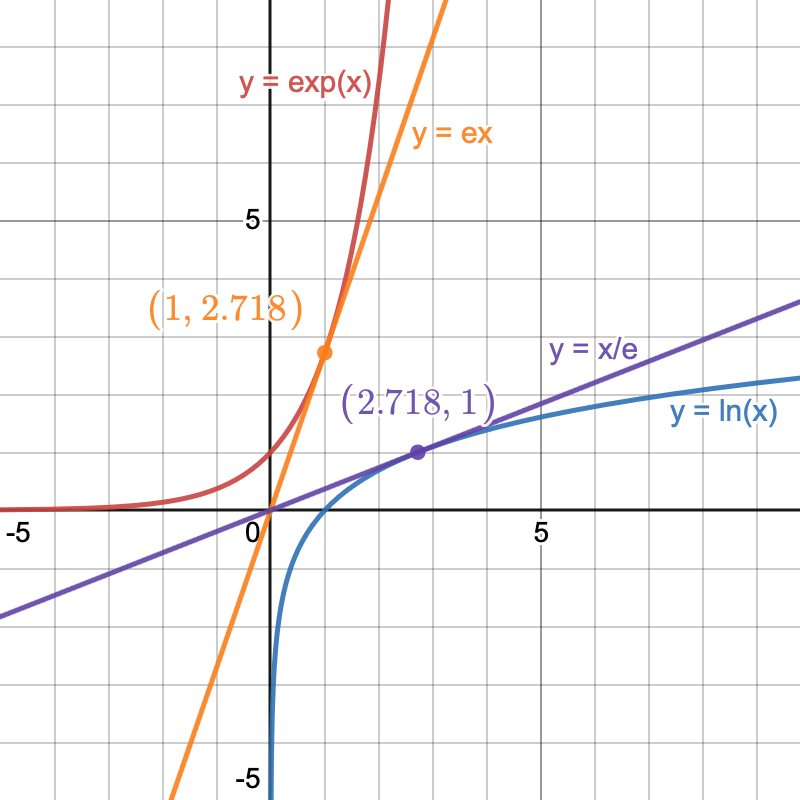 y = exp(x)
y = ex
5
(1, 2.718)
y = x/e
(2.718, 1)
y = ln(x)
-5
0
5
-5